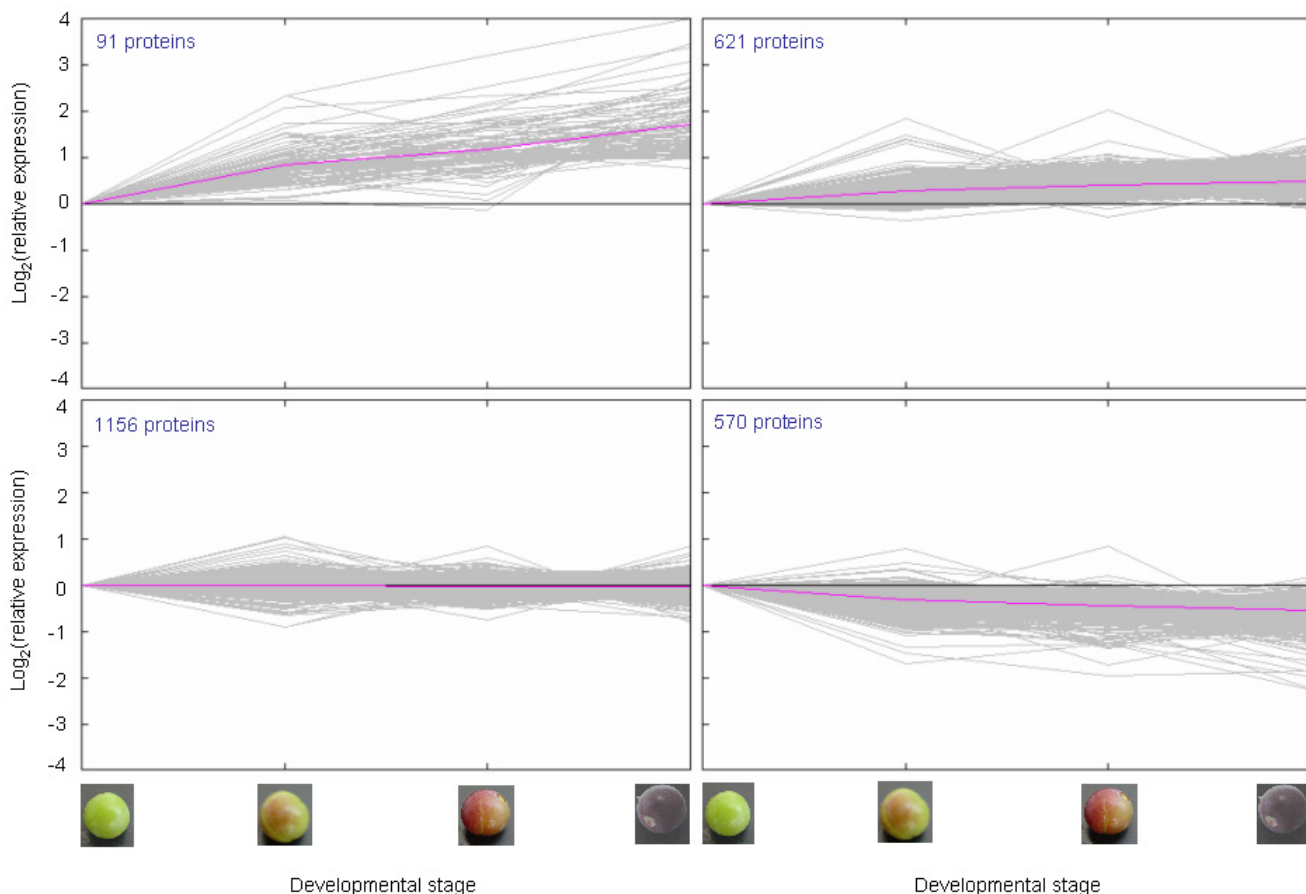 4
91 proteins
621 proteins
3
2
1
0
-1
-2
-3
-4
Log2(relative expression)
4
1156 proteins
570 proteins
3
2
1
0
-1
-2
-3
-4
Log2(relative expression)
Developmental stage
Developmental stage